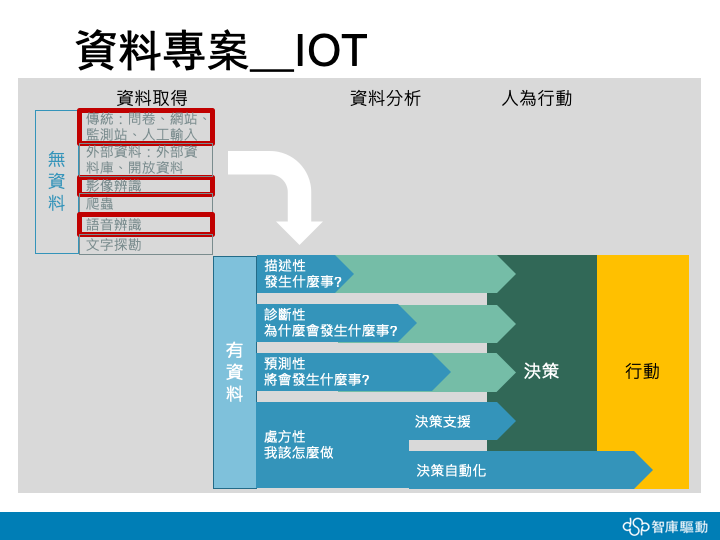 資料專案__IOT
資料取得
資料分析
人為行動
無
資
料
傳統：問卷、網站、
監測站、人工輸入
外部資料：外部資
料庫、開放資料
影像辨識
爬蟲
語音辨識
文字探勘
有
資
料
描述性
發生什麼事?
診斷性
為什麼會發生什麼事?
預測性
將會發生什麼事?
處方性
我該怎麼做
決策支援
決策自動化
決策
行動
dsp智庫驅動